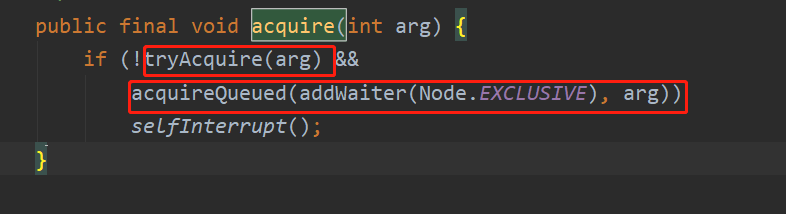 public final void acquire(int arg) {
if (!tryAcquire(arg) &&
acquireQueued(addWaiter(Node.EXCLUSIVE), arg))
selfInterrupt();
}